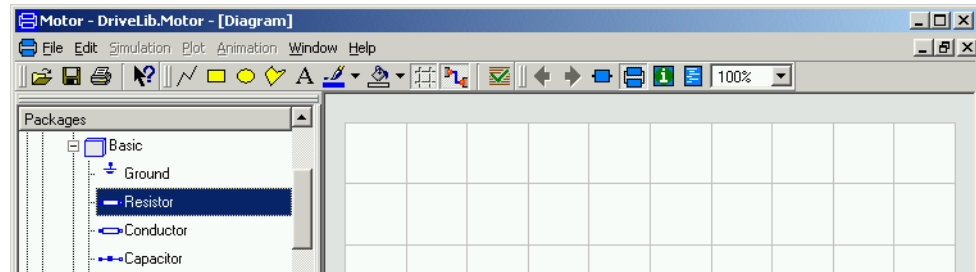 Motor - DriveLib.Motor - [Diagram]
File Edit Simulation Plot Animation Window Help
A 100%
Packages
Basic
Ground
Resistor
Conductor
Capacitor